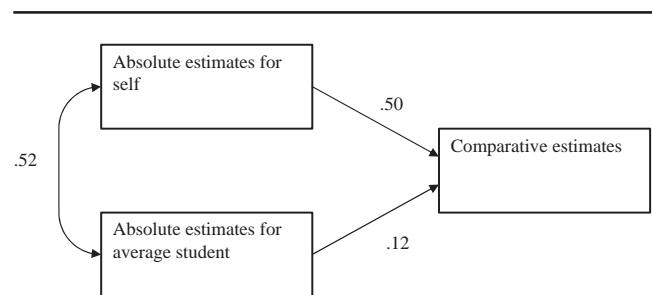 Absolute estimates for
self
.50
Comparative estimates
.52
Absolute estimates for
average student
.12